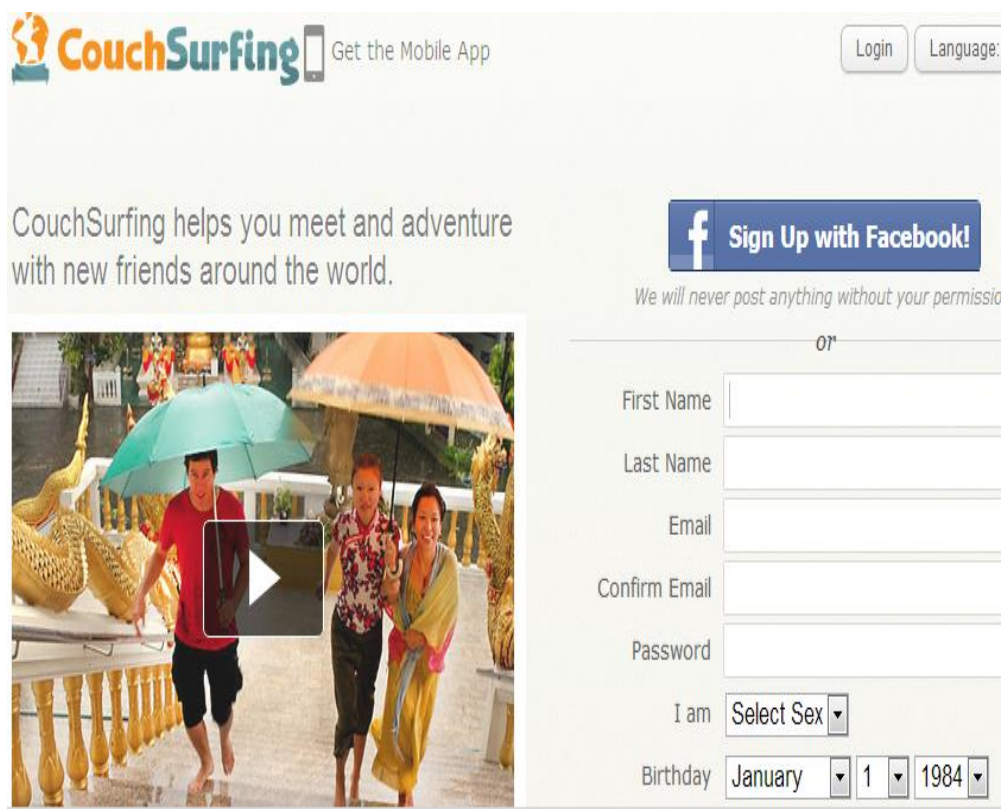 CouchSurfing Get the Mobile App
Login Language:
CouchSurfing helps you meet and adventure
with new friends around the world.
Sign Up with Facebook!
We will never post anything without your permissio
or
First Name
Last Name
Email
Confirm Email
Password
I am Select Sex
Birthday January 1 1984